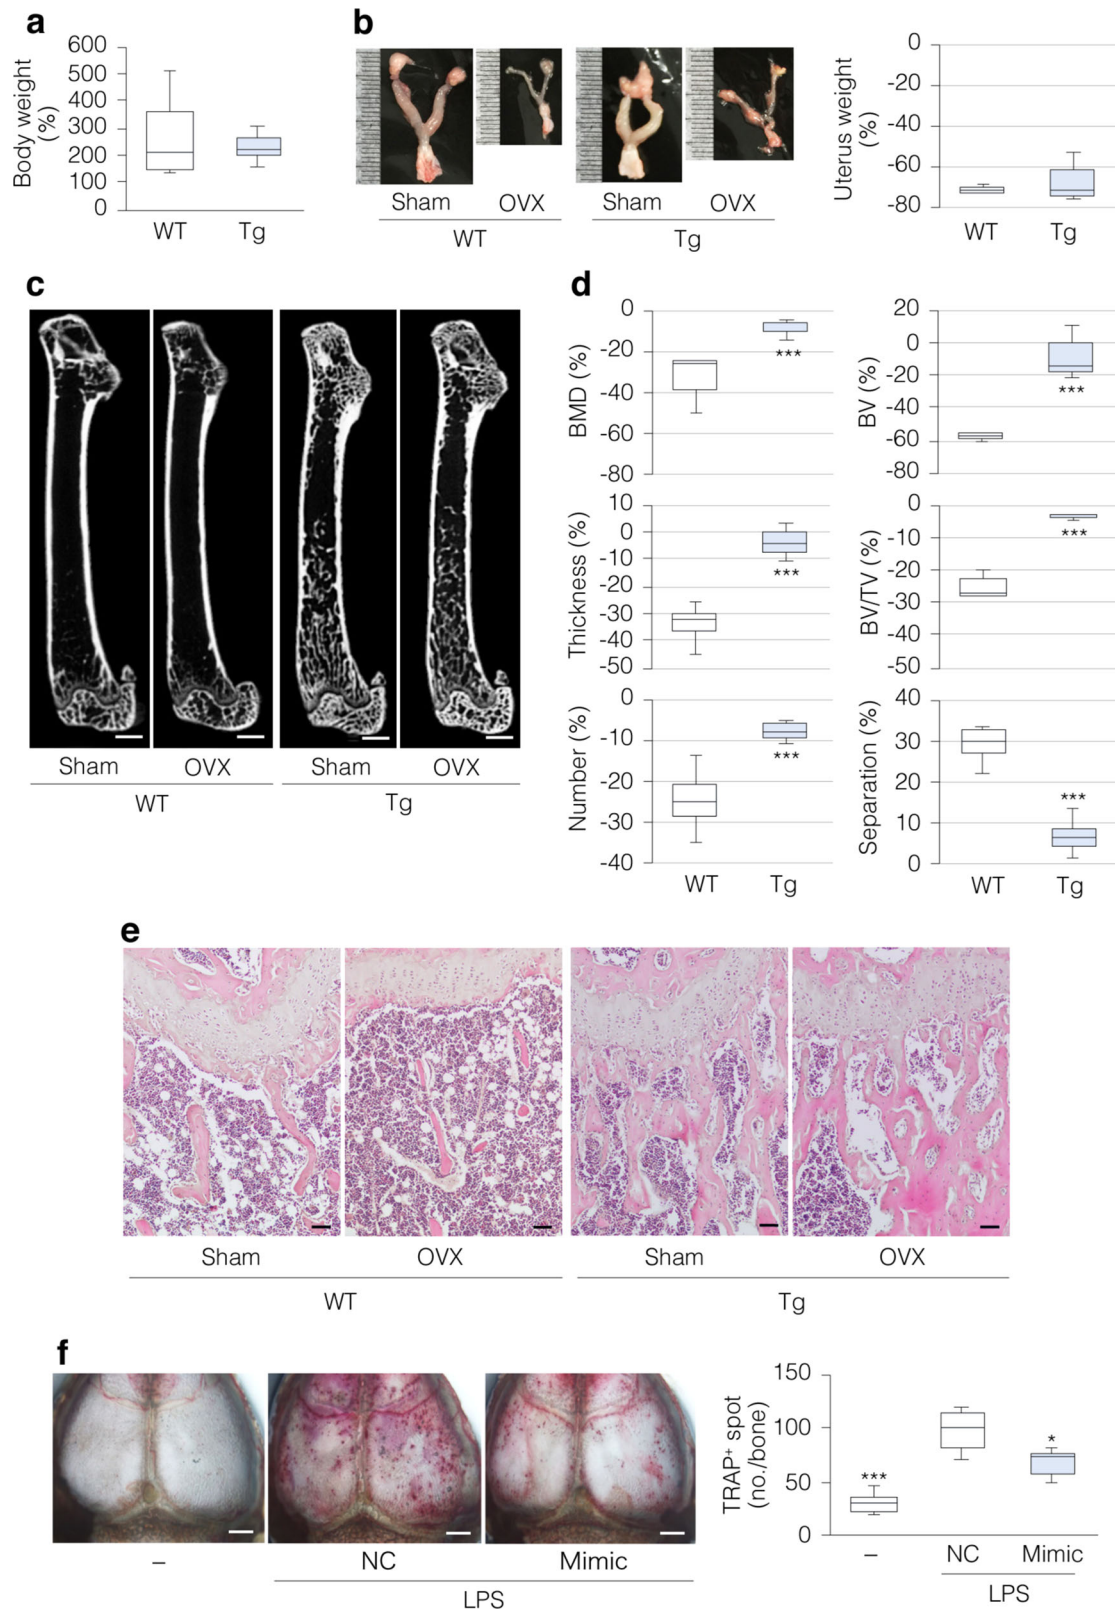 a
600
500
400
300
200
100
0
Body weight
(%)
WT
Tg
b
Sham
OVX
WT
Sham
OVX
Tg
0
-20
-40
-60
-80
Uterus weight
(%)
WT
Tg
c
Sham
OVX
WT
Sham
OVX
Tg
d
0
-20
-40
-60
-80
BMD (%)
***
20
0
-20
-40
-60
-80
BV (%)
***
10
0
-10
-20
-30
-40
-50
Thickness (%)
***
0
-10
-20
-30
-40
-50
BV/TV (%)
***
0
-10
-20
-30
-40
Number (%)
***
WT
Tg
40
30
20
10
0
Separation (%)
***
WT
Tg
e
Sham
OVX
WT
Sham
OVX
Tg
f
–
NC
Mimic
LPS
150
100
50
0
TRAP⁺ spot
(no./bone)
***
*
–
NC
Mimic
LPS